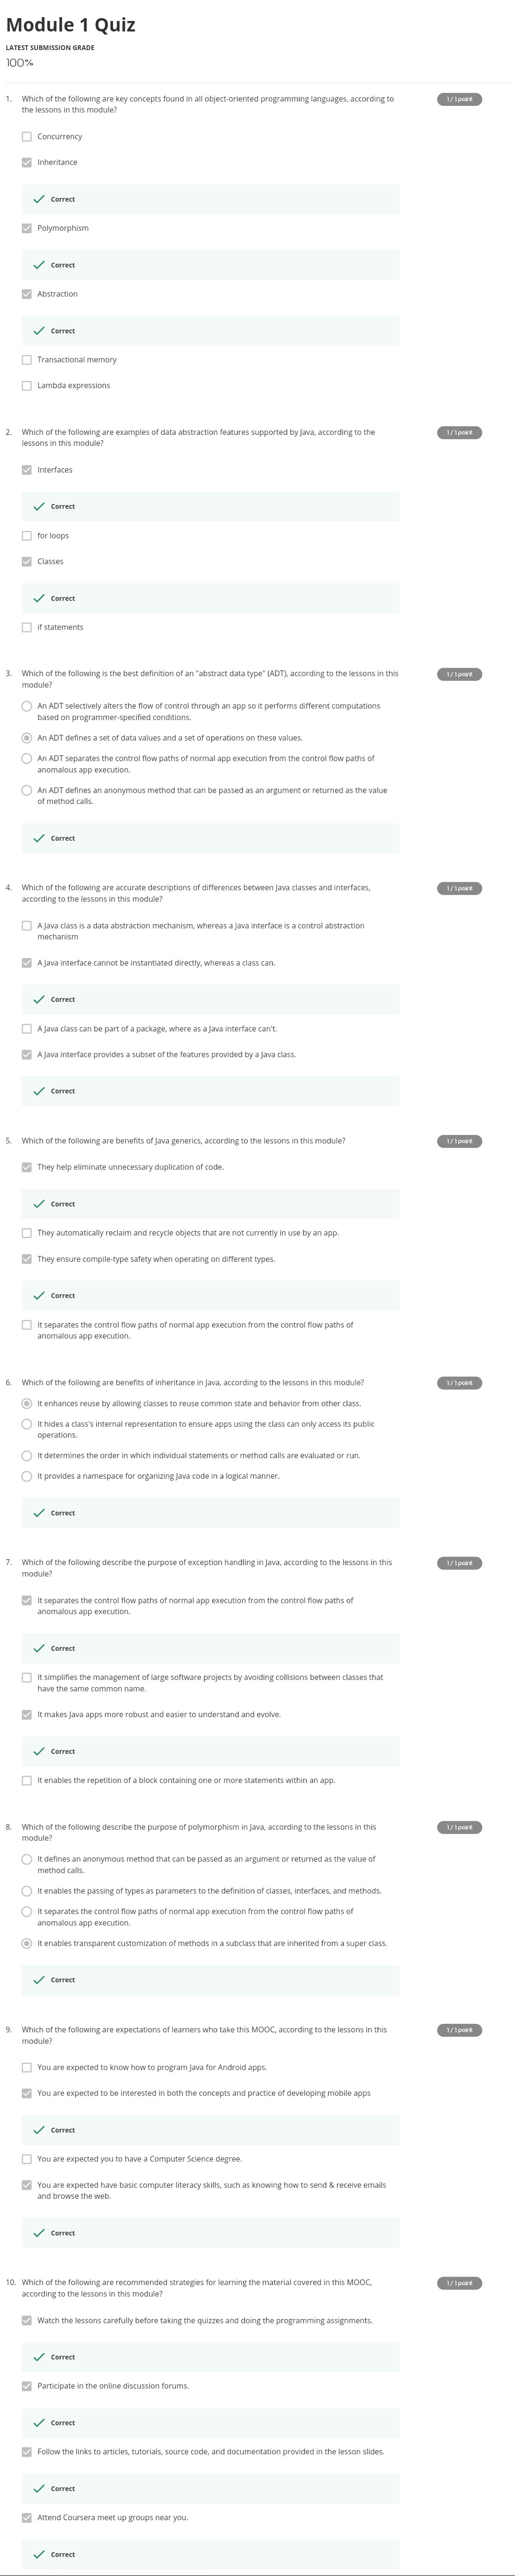 Module 1 Quiz
LATEST SUBMISSION GRADE
100%
1. Which of the following are key concepts found in all object-oriented programming languages, according to
the lessons in this module?
1 / 1 point
Concurrency
Inheritance
Correct
Polymorphism
Correct
Abstraction
Correct
Transactional memory
Lambda expressions
2. Which of the following are examples of data abstraction features supported by Java, according to the
lessons in this module?
1 / 1 point
Interfaces
Correct
for loops
Classes
Correct
if statements
3. Which of the following is the best definition of an "abstract data type" (ADT), according to the lessons in this
module?
1 / 1 point
An ADT selectively alters the flow of control through an app so it performs different computations
based on programmer-specified conditions.
An ADT defines a set of data values and a set of operations on these values.
An ADT separates the control flow paths of normal app execution from the control flow paths of
anomalous app execution.
An ADT defines an anonymous method that can be passed as an argument or returned as the value
of method calls.
Correct
4. Which of the following are accurate descriptions of differences between Java classes and interfaces,
according to the lessons in this module?
1 / 1 point
A Java class is a data abstraction mechanism, whereas a Java interface is a control abstraction
mechanism
A Java interface cannot be instantiated directly, whereas a class can.
Correct
A Java class can be part of a package, where as a Java interface can't.
A Java interface provides a subset of the features provided by a Java class.
Correct
5. Which of the following are benefits of Java generics, according to the lessons in this module?
1 / 1 point
They help eliminate unnecessary duplication of code.
Correct
They automatically reclaim and recycle objects that are not currently in use by an app.
They ensure compile-type safety when operating on different types.
Correct
It separates the control flow paths of normal app execution from the control flow paths of
anomalous app execution.
6. Which of the following are benefits of inheritance in Java, according to the lessons in this module?
1 / 1 point
It enhances reuse by allowing classes to reuse common state and behavior from other class.
It hides a class's internal representation to ensure apps using the class can only access its public
operations.
It determines the order in which individual statements or method calls are evaluated or run.
It provides a namespace for organizing Java code in a logical manner.
Correct
7. Which of the following describe the purpose of exception handling in Java, according to the lessons in this
module?
1 / 1 point
It separates the control flow paths of normal app execution from the control flow paths of
anomalous app execution.
Correct
It simplifies the management of large software projects by avoiding collisions between classes that
have the same common name.
It makes Java apps more robust and easier to understand and evolve.
Correct
It enables the repetition of a block containing one or more statements within an app.
8. Which of the following describe the purpose of polymorphism in Java, according to the lessons in this
module?
1 / 1 point
It defines an anonymous method that can be passed as an argument or returned as the value of
method calls.
It enables the passing of types as parameters to the definition of classes, interfaces, and methods.
It separates the control flow paths of normal app execution from the control flow paths of
anomalous app execution.
It enables transparent customization of methods in a subclass that are inherited from a super class.
Correct
9. Which of the following are expectations of learners who take this MOOC, according to the lessons in this
module?
1 / 1 point
You are expected to know how to program Java for Android apps.
You are expected to be interested in both the concepts and practice of developing mobile apps
Correct
You are expected you to have a Computer Science degree.
You are expected have basic computer literacy skills, such as knowing how to send & receive emails
and browse the web.
Correct
10. Which of the following are recommended strategies for learning the material covered in this MOOC,
according to the lessons in this module?
1 / 1 point
Watch the lessons carefully before taking the quizzes and doing the programming assignments.
Correct
Participate in the online discussion forums.
Correct
Follow the links to articles, tutorials, source code, and documentation provided in the lesson slides.
Correct
Attend Coursera meet up groups near you.
Correct